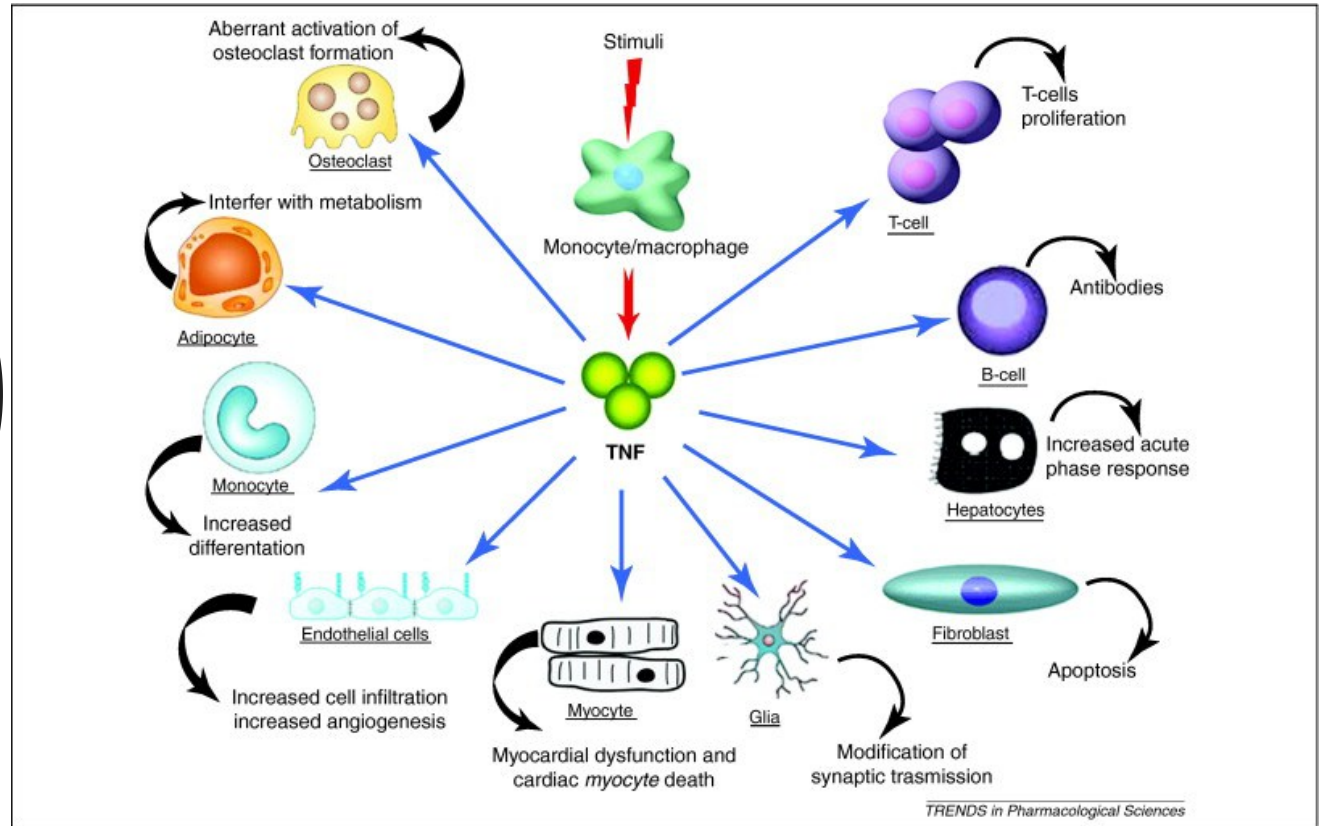 Aberrant activation of
osteoclast formation
Osteoclast
Stimuli
Monocyte/macrophage
T-cells
proliferation
T-cell
Interfer with metabolism
Adipocyte
Antibodies
B-cell
TNF
Monocyte
Increased
differentation
Increased acute
phase response
Hepatocytes
Endothelial cells
Increased cell infiltration
increased angiogenesis
Myocyte
Myocardial dysfunction and
cardiac myocyte death
Glia
Modification of
synaptic trasmission
Fibroblast
Apoptosis
TRENDS in Pharmacological Sciences